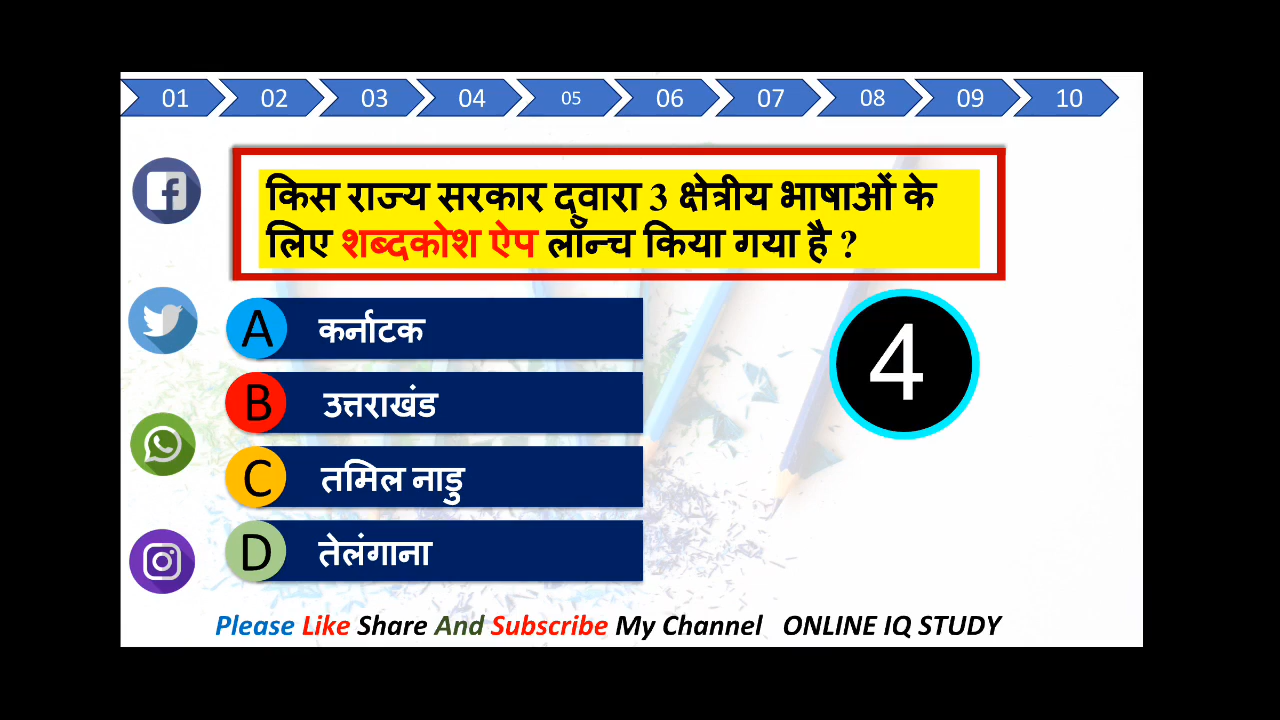 01 02 03 04 05 06 07 08 09 10
किस राज्य सरकार द्वारा 3 क्षेत्रीय भाषाओं के
लिए शब्दकोश ऐप लॉन्च किया गया है ?
A कर्नाटक
4
B उत्तराखंड
C तमिल नाडु
D तेलंगाना
Please Like Share And Subscribe My Channel ONLINE IQ STUDY